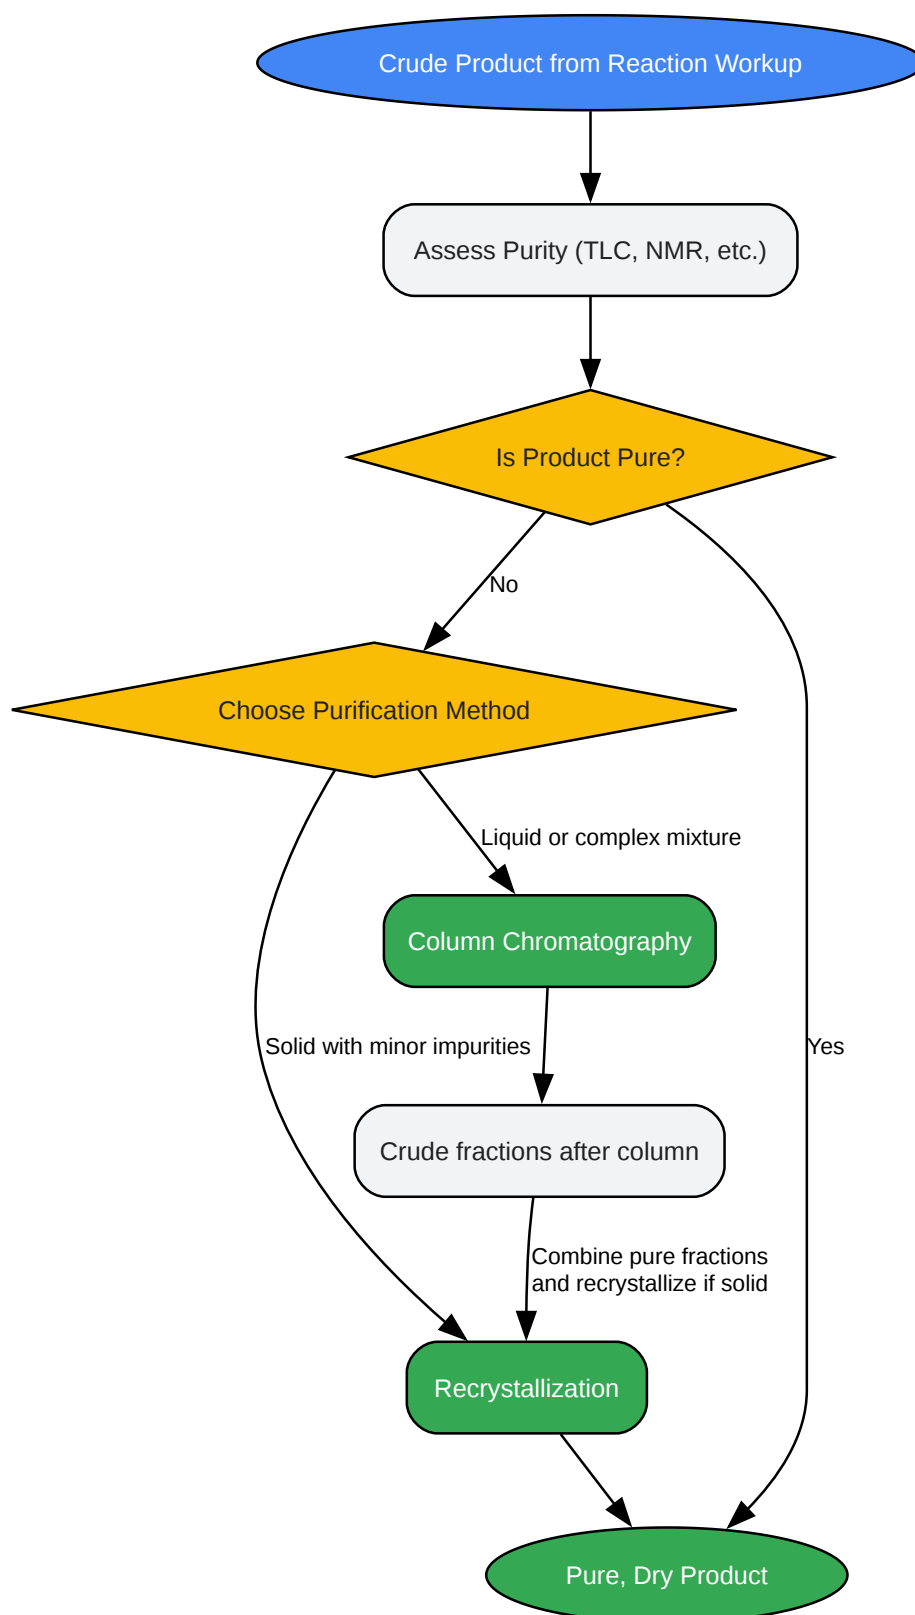 Crude Product from Reaction Workup
Assess Purity (TLC, NMR, etc.)
Is Product Pure?
No
Choose Purification Method
Liquid or complex mixture
Column Chromatography
Solid with minor impurities
Yes
Crude fractions after column
Combine pure fractions
and recrystallize if solid
Recrystallization
Pure, Dry Product